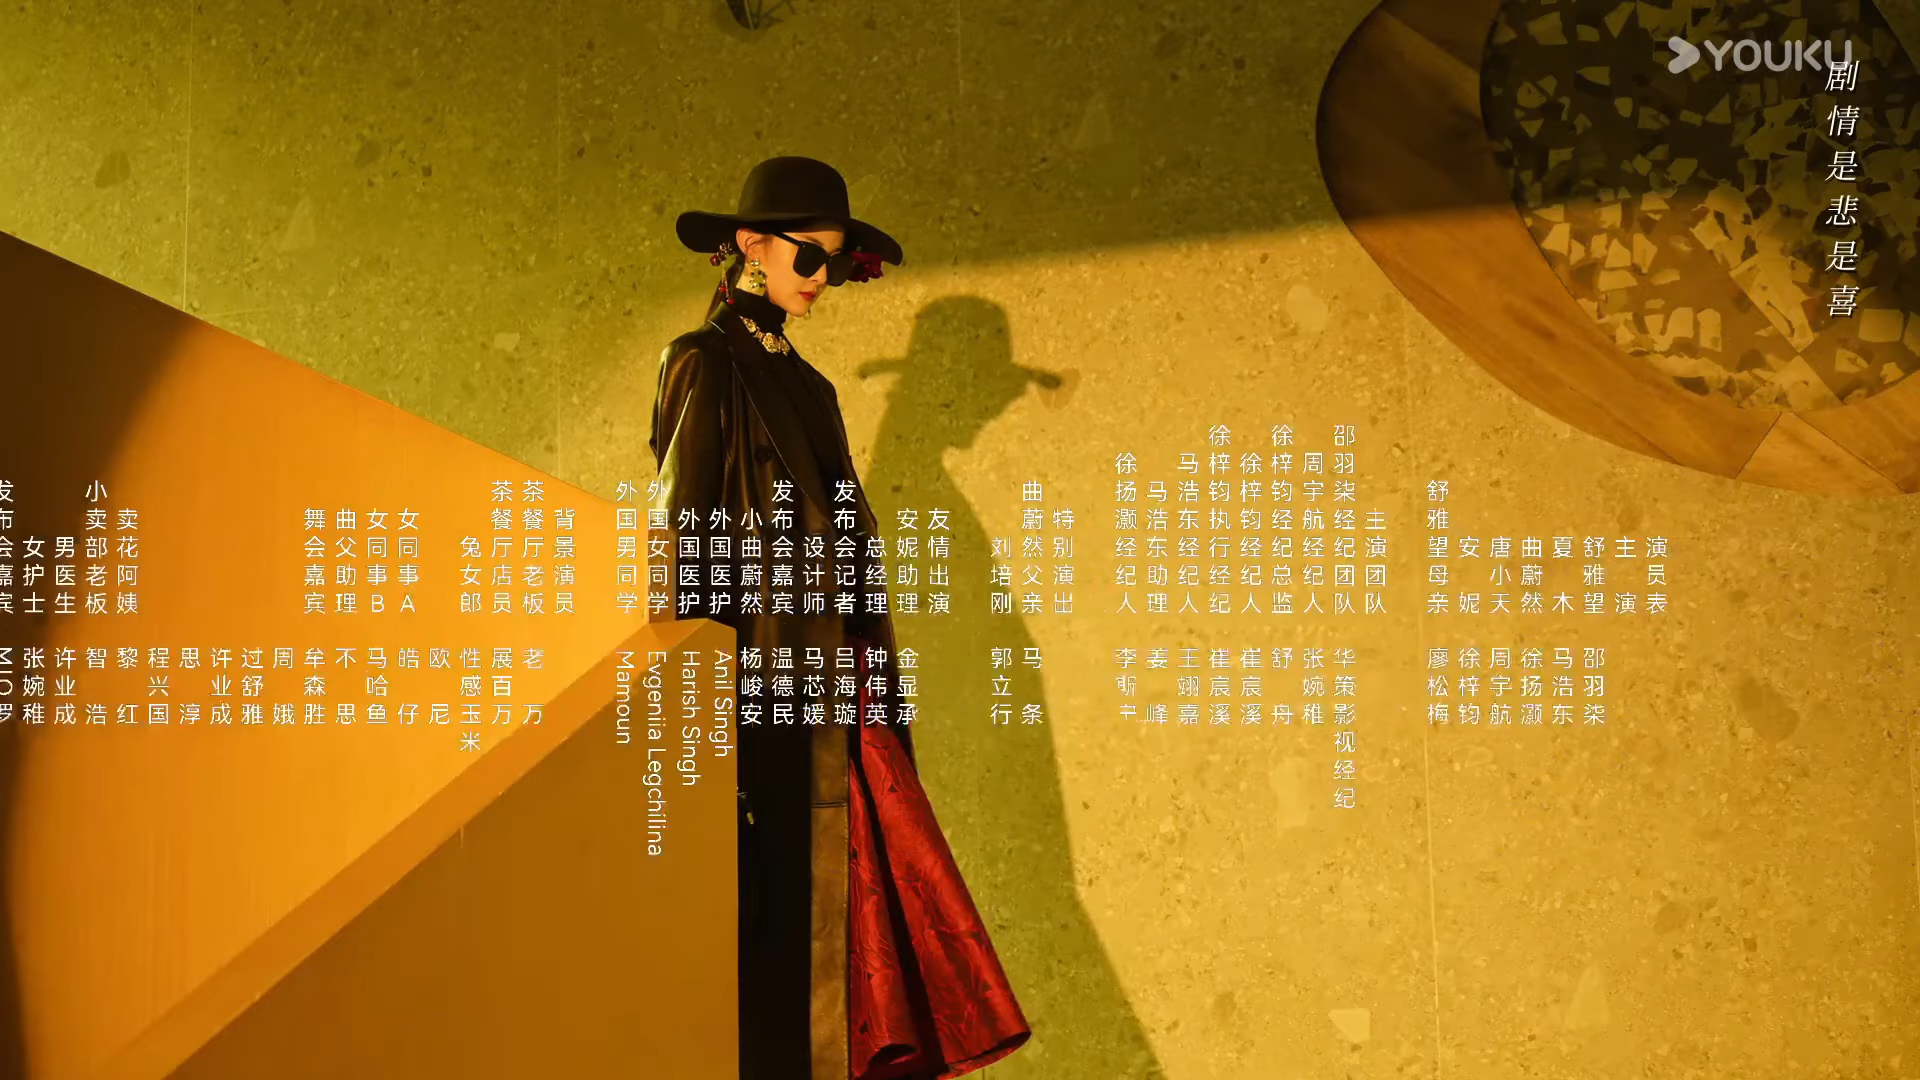 YOUKU
剧情是悲是喜
演员表
主演
舒雅望 邵羽柒
夏木 马浩东
曲蔚然 徐扬灏
唐小天 周宇航
安妮 徐梓钧
舒雅望母亲 廖松梅
主演团队
邵羽柒经纪团队 华策影视经纪
周宇航经纪人 张婉稚
徐梓钧经纪总监 舒舟
徐梓钧经纪人 崔宸溪
徐梓钧执行经纪 崔宸溪
马浩东经纪人 王翊嘉
马浩东助理 姜峰
徐扬灏经纪人 李
特别演出
曲蔚然父亲 马条
刘培刚 郭立行
友情出演
安妮助理 金显承
总经理 钟伟英
发布会记者 吕海璇
设计师 马芯媛
发布会嘉宾 温德民
小曲蔚然 杨峻安
外国医护 Anil Singh
外国医护 Harish Singh
外国女同学 Evgeniia Legchilina
外国男同学 Mamoun
背景演员
茶餐厅老板 老万
茶餐厅店员 展百万
兔女郎 性感玉米
欧尼
女同事A 皓仔
女同事B 马哈鱼
曲父助理 不思
舞会嘉宾 牟森胜
周娥
过舒雅
许业成
思淳
程兴国
卖花阿姨 黎红
小卖部老板 智浩
男医生 许业成
女护士 张婉稚
发布会嘉宾